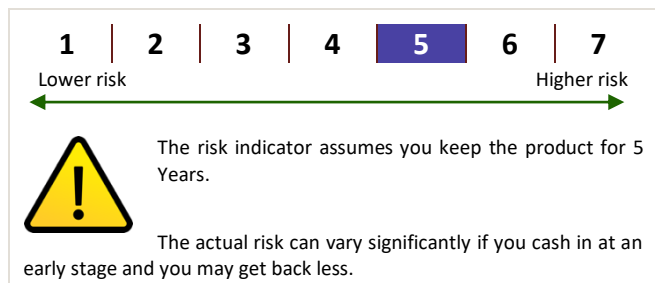 1 2 3 4 5 6 7
Lower risk Higher risk
The risk indicator assumes you keep the product for 5
Years.
The actual risk can vary significantly if you cash in at an
early stage and you may get back less.